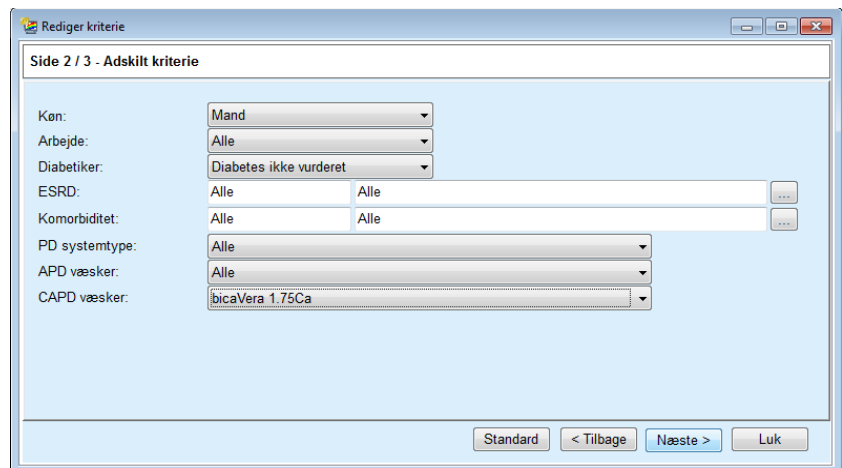 Rediger kriterie
Side 2 / 3 - Adskilt kriterie
Køn: Mand
Arbejde: Alle
Diabetiker: Diabetes ikke vurderet
ESRD: Alle Alle ...
Komorbiditet: Alle Alle ...
PD systemtype: Alle
APD væsker: Alle
CAPD væsker: bicaVera 1.75Ca
Standard < Tilbage Næste > Luk